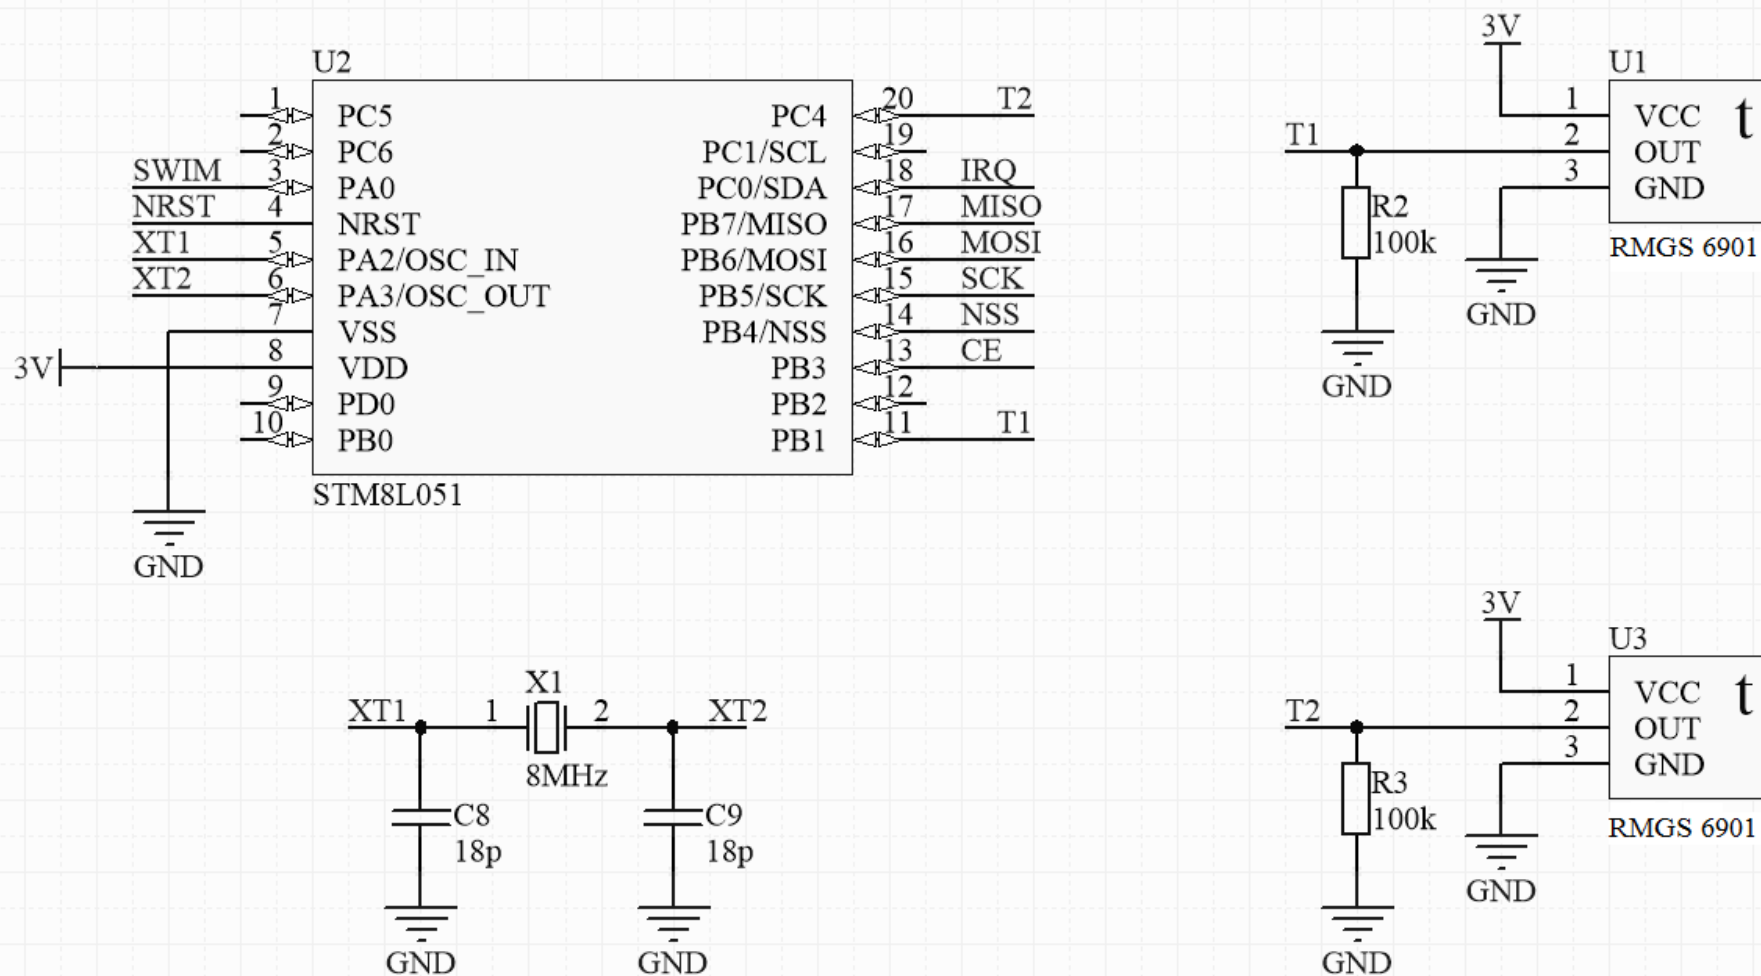 U2
1 PC5
2 PC6
SWIM 3 PA0
NRST 4 NRST
XT1 5 PA2/OSC_IN
XT2 6 PA3/OSC_OUT
7 VSS
3V 8 VDD
9 PD0
10 PB0
PC4 20 T2
PC1/SCL 19
PC0/SDA 18 IRQ
PB7/MISO 17 MISO
PB6/MOSI 16 MOSI
PB5/SCK 15 SCK
PB4/NSS 14 NSS
PB3 13 CE
PB2 12
PB1 11 T1
STM8L051
GND
3V
U1
1 VCC t
T1 2 OUT
3 GND
R2
100k
RMGS 6901
GND
GND
X1
XT1 1 2 XT2
8MHz
C8
18p
C9
18p
GND
GND
3V
U3
1 VCC t
T2 2 OUT
3 GND
R3
100k
RMGS 6901
GND
GND